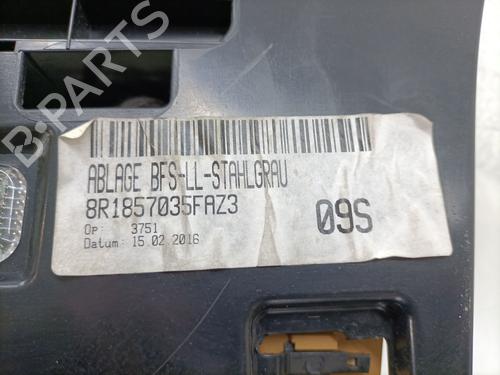 B-PARTS
ABLAGE BFS-LL-STAHLGRAU
8R1857035FAZ3
09S
Op: 3751
Datum: 15.02.2016